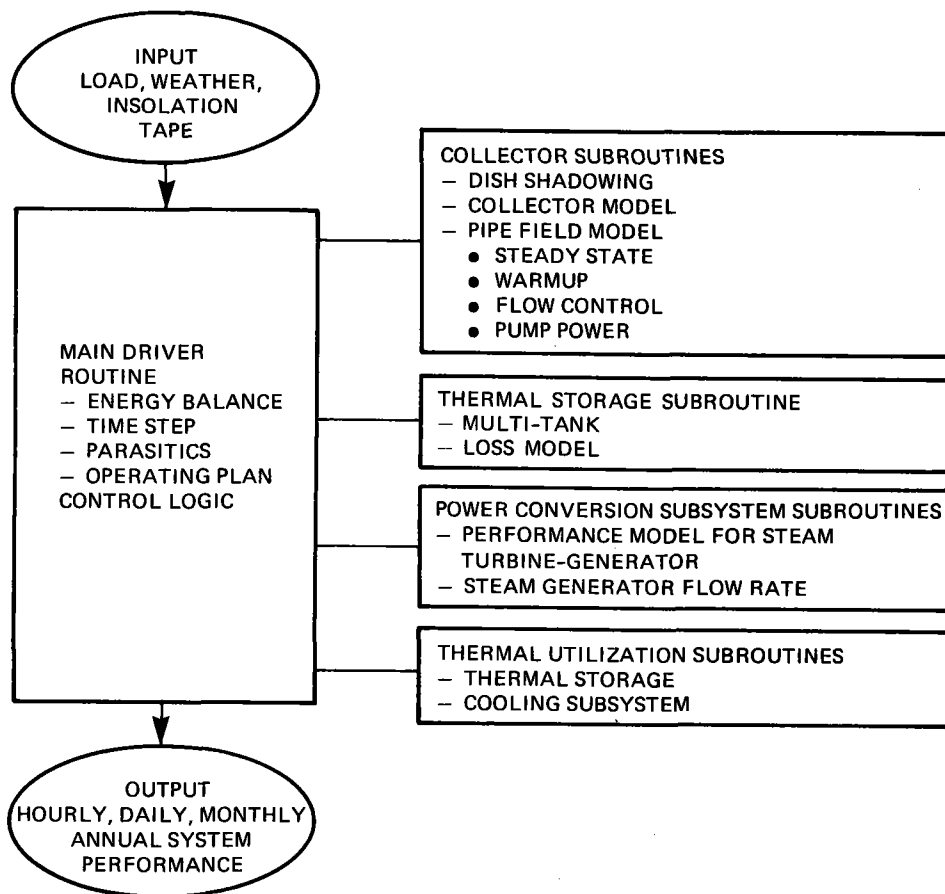 INPUT
LOAD, WEATHER,
INSOLATION
TAPE
MAIN DRIVER
ROUTINE
– ENERGY BALANCE
– TIME STEP
– PARASITICS
– OPERATING PLAN
CONTROL LOGIC
COLLECTOR SUBROUTINES
– DISH SHADOWING
– COLLECTOR MODEL
– PIPE FIELD MODEL
● STEADY STATE
● WARMUP
● FLOW CONTROL
● PUMP POWER
THERMAL STORAGE SUBROUTINE
– MULTI-TANK
– LOSS MODEL
POWER CONVERSION SUBSYSTEM SUBROUTINES
– PERFORMANCE MODEL FOR STEAM
TURBINE-GENERATOR
– STEAM GENERATOR FLOW RATE
THERMAL UTILIZATION SUBROUTINES
– THERMAL STORAGE
– COOLING SUBSYSTEM
OUTPUT
HOURLY, DAILY, MONTHLY
ANNUAL SYSTEM
PERFORMANCE